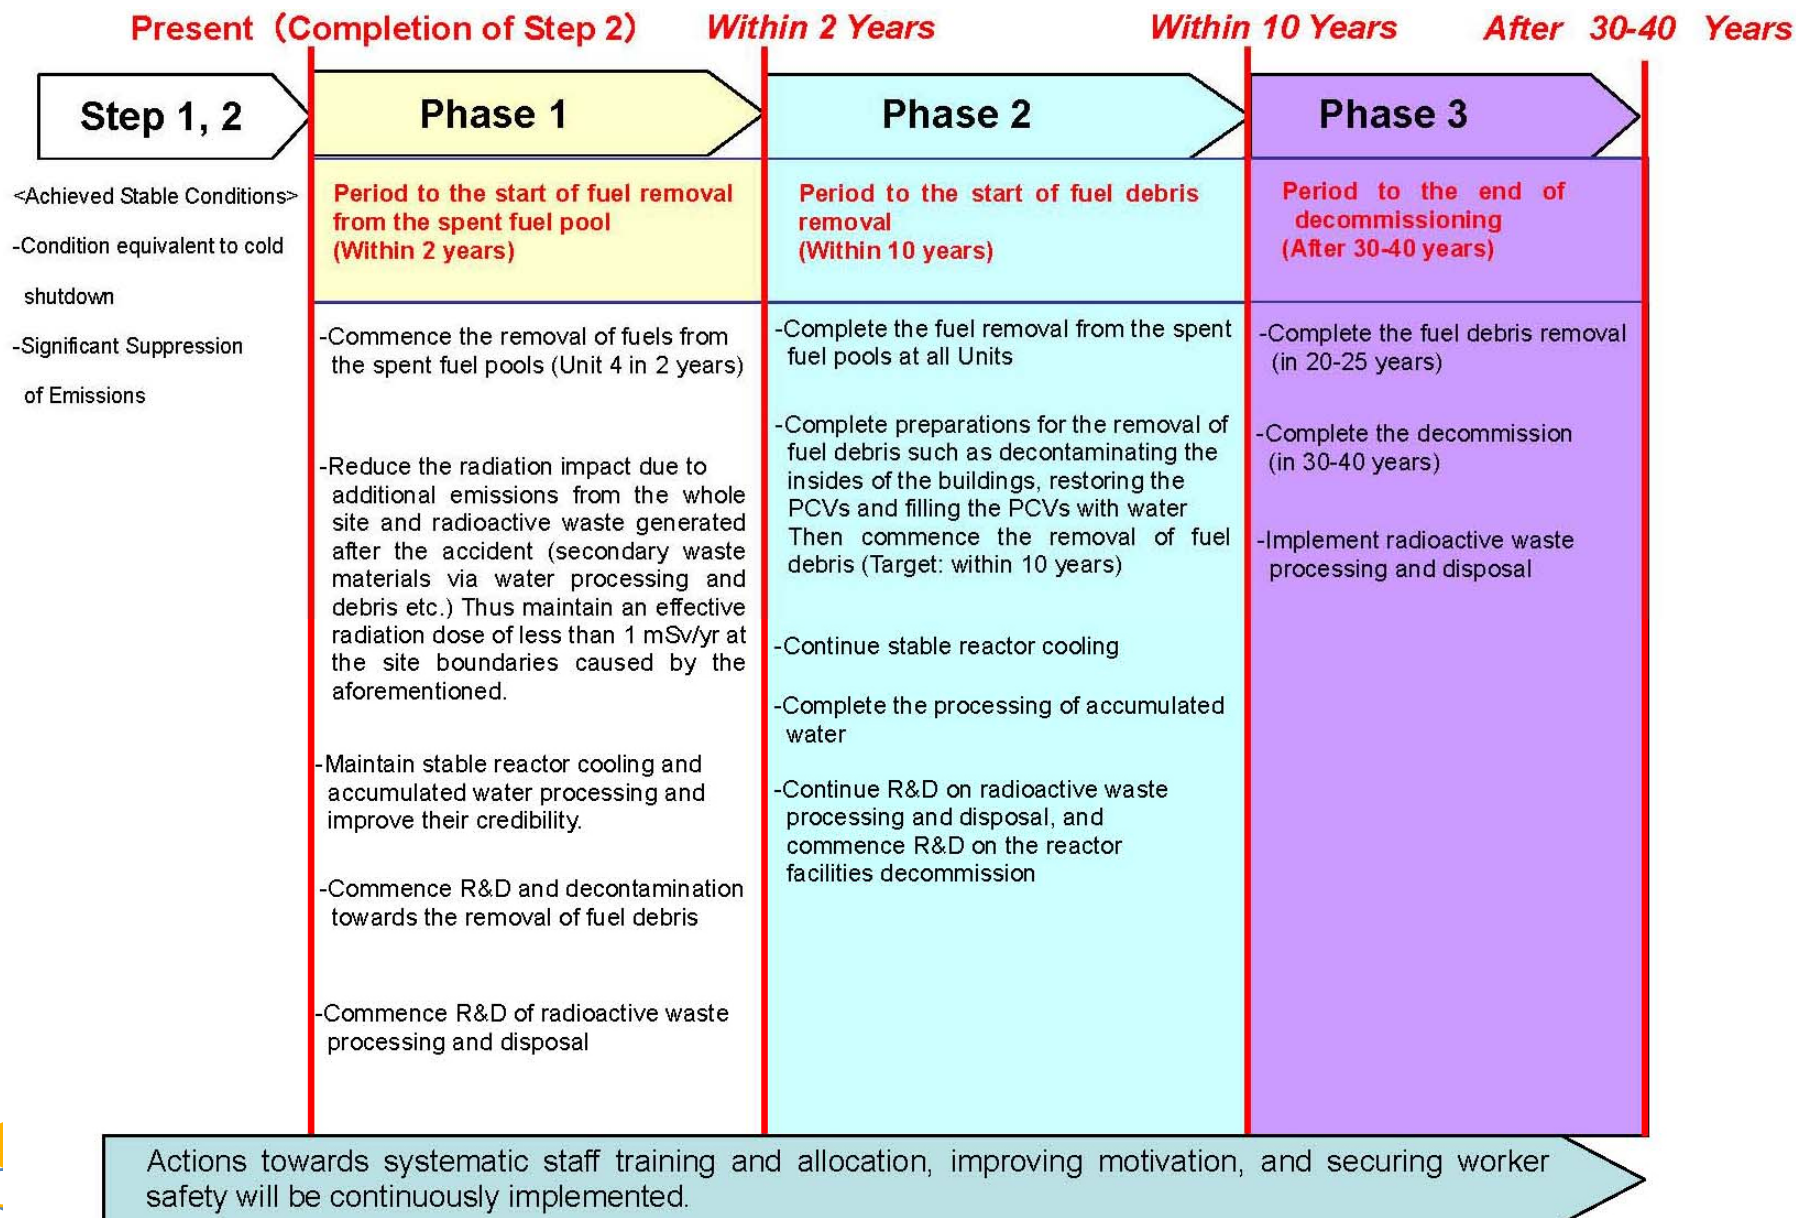 Present (Completion of Step 2)
Within 2 Years
Within 10 Years
After 30-40 Years
Step 1, 2
Phase 1
Phase 2
Phase 3
<Achieved Stable Conditions>
-Condition equivalent to cold
shutdown
-Significant Suppression
of Emissions
Period to the start of fuel removal
from the spent fuel pool
(Within 2 years)
-Commence the removal of fuels from
the spent fuel pools (Unit 4 in 2 years)
-Reduce the radiation impact due to
additional emissions from the whole
site and radioactive waste generated
after the accident (secondary waste
materials via water processing and
debris etc.) Thus maintain an effective
radiation dose of less than 1 mSv/yr at
the site boundaries caused by the
aforementioned.
-Maintain stable reactor cooling and
accumulated water processing and
improve their credibility.
-Commence R&D and decontamination
towards the removal of fuel debris
-Commence R&D of radioactive waste
processing and disposal
Period to the start of fuel debris
removal
(Within 10 years)
-Complete the fuel removal from the spent
fuel pools at all Units
-Complete preparations for the removal of
fuel debris such as decontaminating the
insides of the buildings, restoring the
PCVs and filling the PCVs with water
Then commence the removal of fuel
debris (Target: within 10 years)
-Continue stable reactor cooling
-Complete the processing of accumulated
water
-Continue R&D on radioactive waste
processing and disposal, and
commence R&D on the reactor
facilities decommission
Period to the end of
decommissioning
(After 30-40 years)
-Complete the fuel debris removal
(in 20-25 years)
-Complete the decommission
(in 30-40 years)
-Implement radioactive waste
processing and disposal
Actions towards systematic staff training and allocation, improving motivation, and securing worker
safety will be continuously implemented.